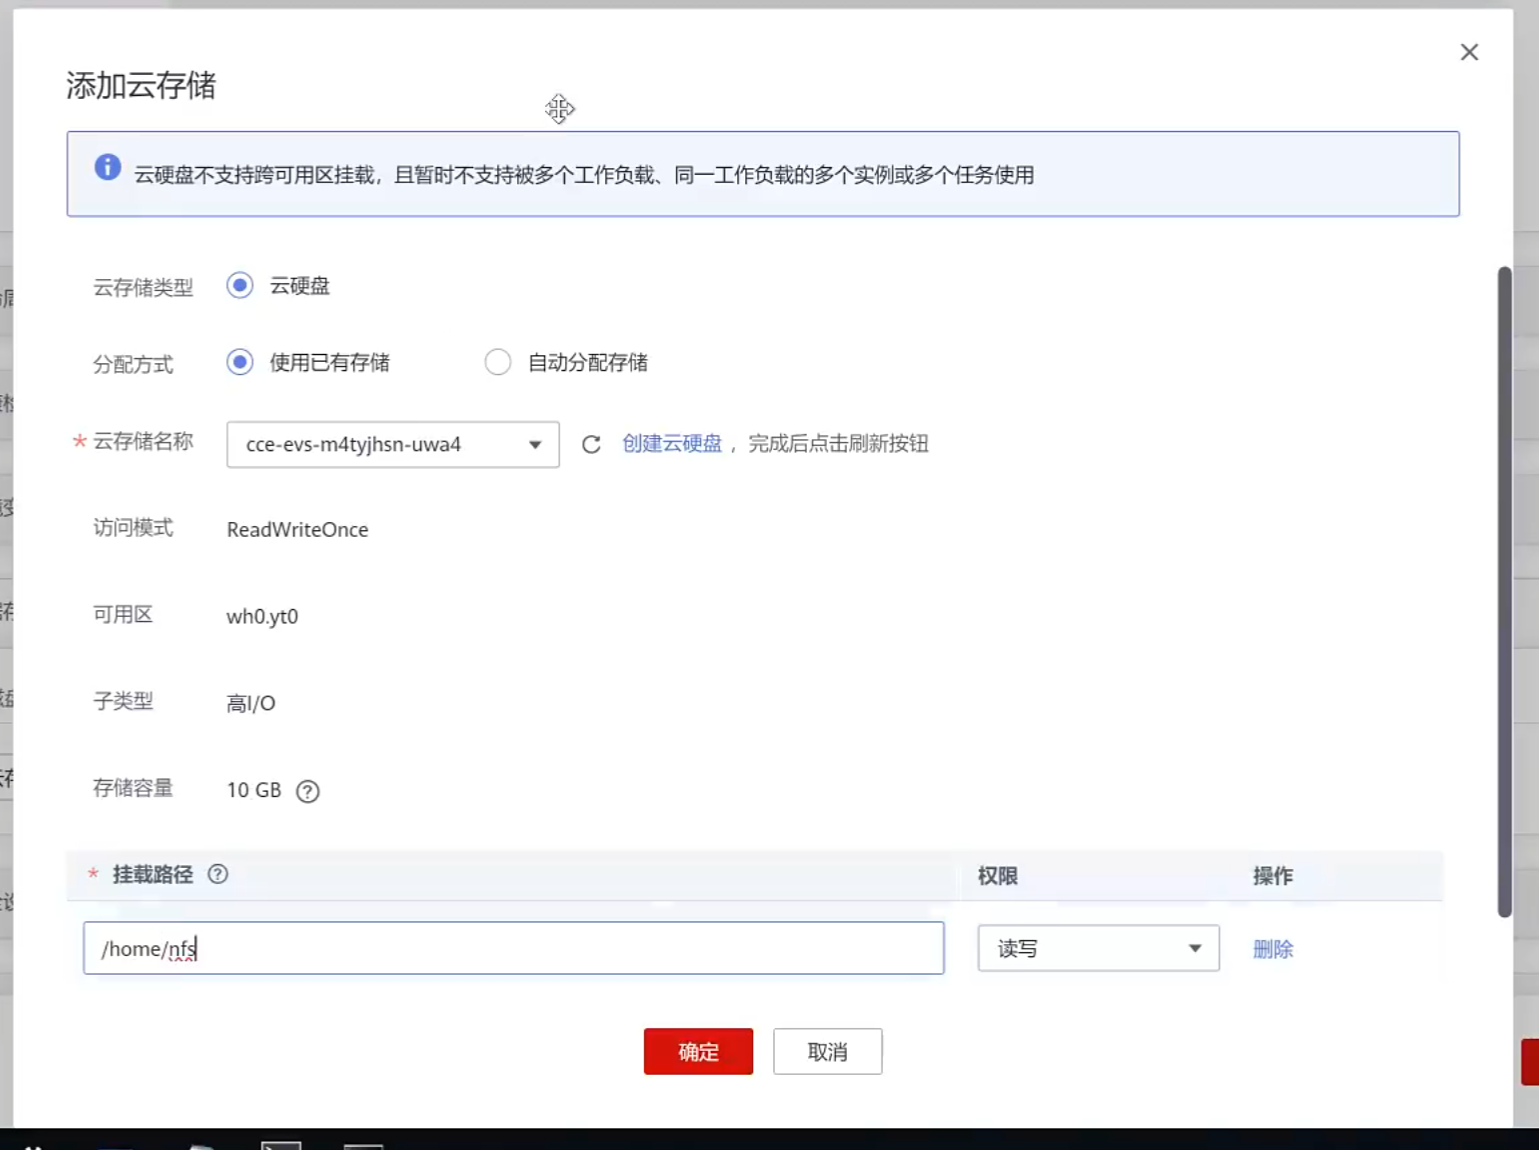 添加云存储
云硬盘不支持跨可用区挂载，且暂时不支持被多个工作负载、同一工作负载的多个实例或多个任务使用
云存储类型 云硬盘
分配方式 使用已有存储 自动分配存储
* 云存储名称 cce-evs-m4tyjhsn-uwa4 创建云硬盘 ，完成后点击刷新按钮
访问模式 ReadWriteOnce
可用区 wh0.yt0
子类型 高I/O
存储容量 10 GB
* 挂载路径 权限 操作
/home/nfs 读写 删除
确定 取消